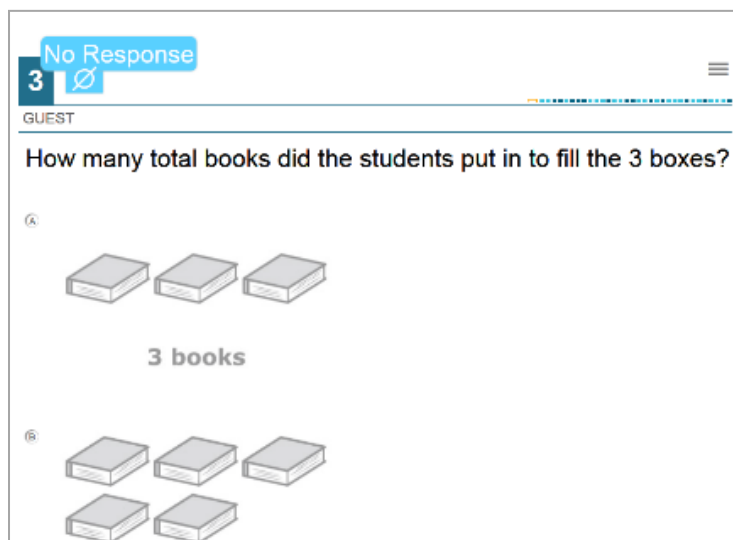 No Response
3
GUEST
How many total books did the students put in to fill the 3 boxes?
A
3 books
B